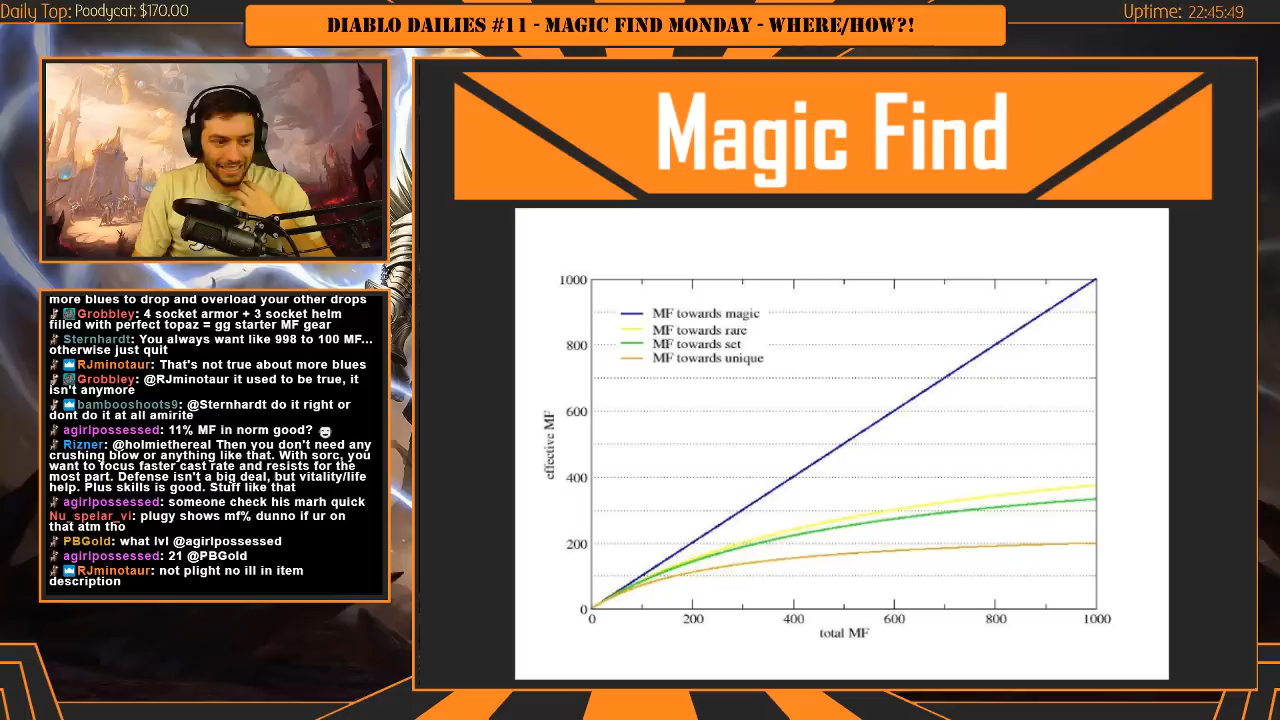 Daily Top: Poodycat: $170.00
DIABLO DAILIES #11 - MAGIC FIND MONDAY - WHERE/HOW?!
Uptime: 22:45:49
more blues to drop and overload your other drops
Grobbley: 4 socket armor + 3 socket helm
filled with perfect topaz = gg starter MF gear
Sternhardt: You always want like 998 to 100 MF...
otherwise just quit
RJminotaur: That's not true about more blues
Grobbley: @RJminotaur it used to be true, it
isn't anymore
bambooshoots9: @Sternhardt do it right or
dont do it at all amirite
agirlpossessed: 11% MF in norm good?
Rizner: @holmiethereal Then you don't need any
crushing blow or anything like that. With sorc, you
want to focus faster cast rate and resists for the
most part. Defense isn't a big deal, but vitality/life
help. Plus skills is good. Stuff like that
agirlpossessed: someone check his marh quick
Nu_spelar_vi: plugy shows mf% dunno if ur on
that atm tho
PBGold: what lvl @agirlpossessed
agirlpossessed: 21 @PBGold
RJminotaur: not plight no ill in item
description
Magic Find
MF towards magic
MF towards rare
MF towards set
MF towards unique
1000
800
600
400
200
0
effective MF
0 200 400 600 800 1000
total MF